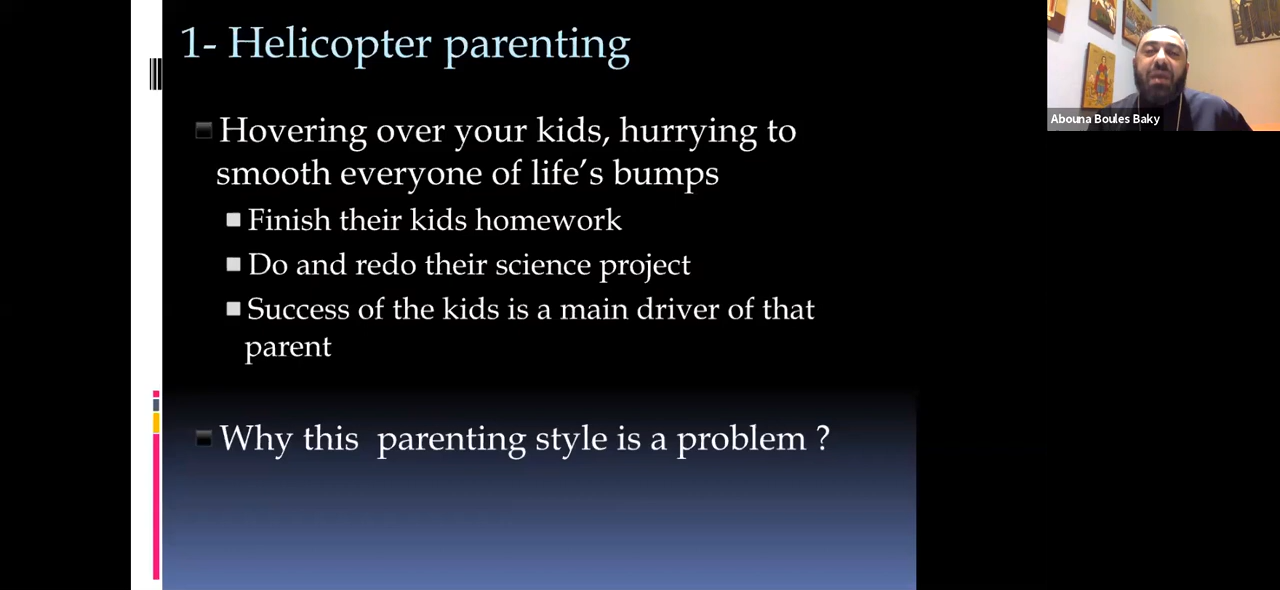 1- Helicopter parenting
Hovering over your kids, hurrying to
smooth everyone of life’s bumps
Finish their kids homework
Do and redo their science project
Success of the kids is a main driver of that
parent
Why this parenting style is a problem ?
Abouna Boules Baky